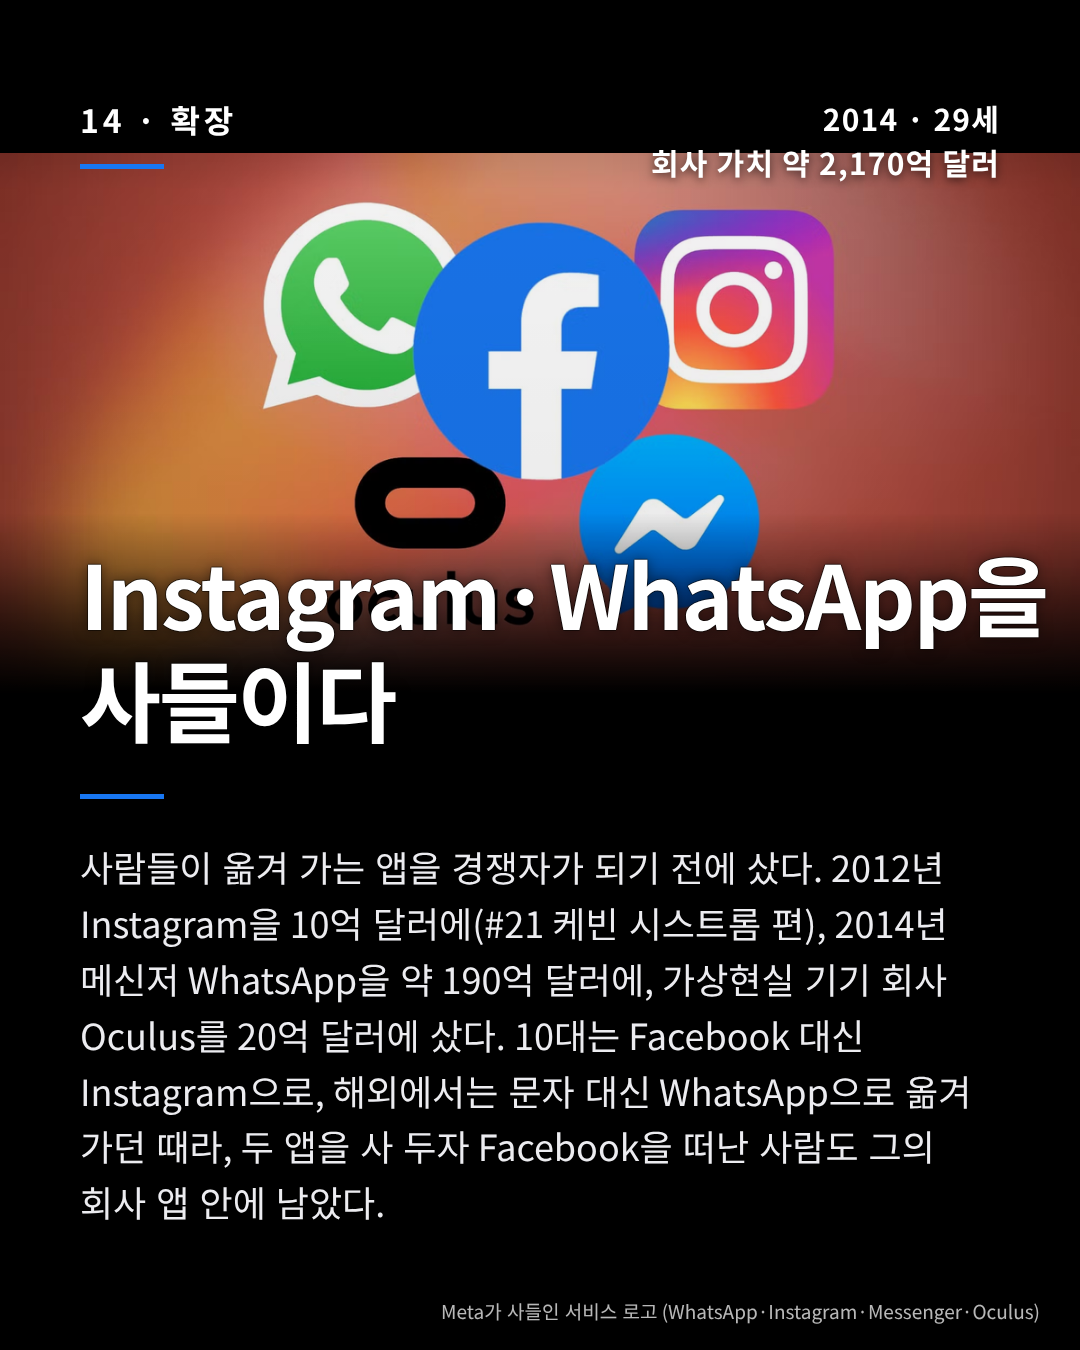 14 · 확장
2014 · 29세
회사 가치 약 2,170억 달러
oculus
Instagram·WhatsApp을
사들이다
사람들이 옮겨 가는 앱을 경쟁자가 되기 전에 샀다. 2012년
Instagram을 10억 달러에(#21 케빈 시스트롬 편), 2014년
메신저 WhatsApp을 약 190억 달러에, 가상현실 기기 회사
Oculus를 20억 달러에 샀다. 10대는 Facebook 대신
Instagram으로, 해외에서는 문자 대신 WhatsApp으로 옮겨
가던 때라, 두 앱을 사 두자 Facebook을 떠난 사람도 그의
회사 앱 안에 남았다.
Meta가 사들인 서비스 로고 (WhatsApp·Instagram·Messenger·Oculus)